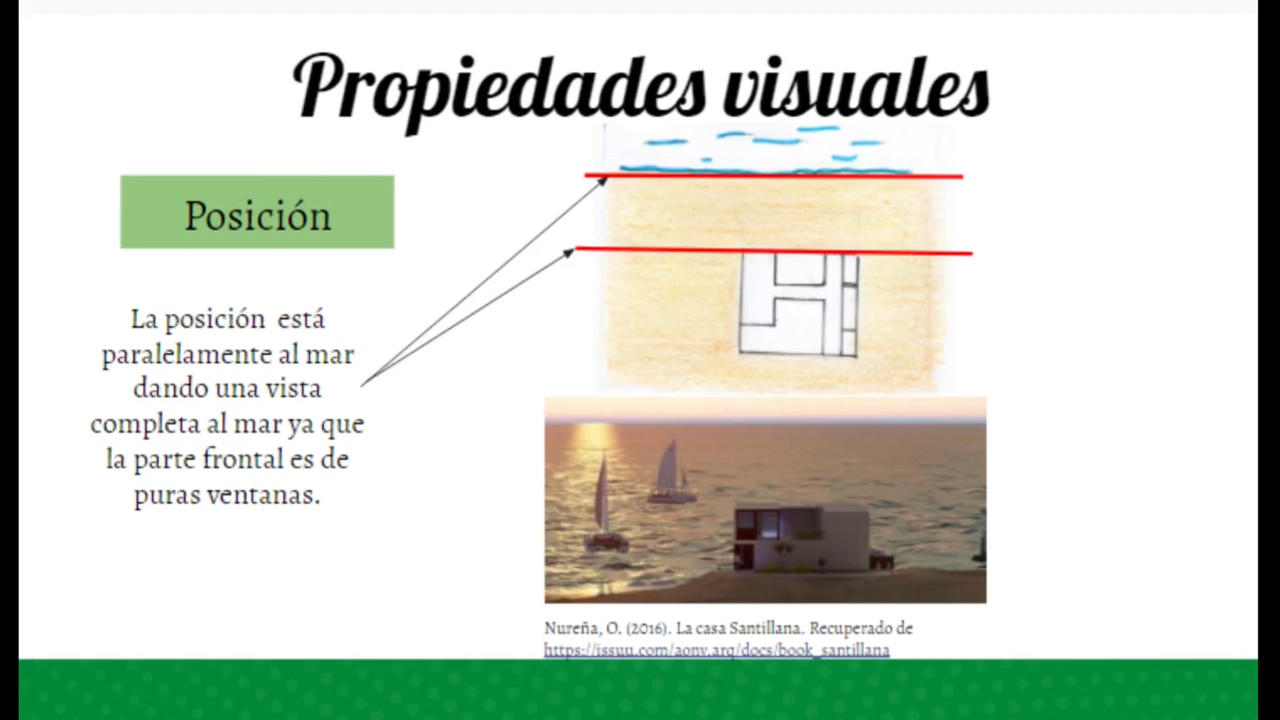 Propiedades visuales
Posición
La posición está
paralelamente al mar
dando una vista
completa al mar ya que
la parte frontal es de
puras ventanas.
Nureña, O. (2016). La casa Santillana. Recuperado de
https://issuu.com/aonv.arq/docs/book_santillana